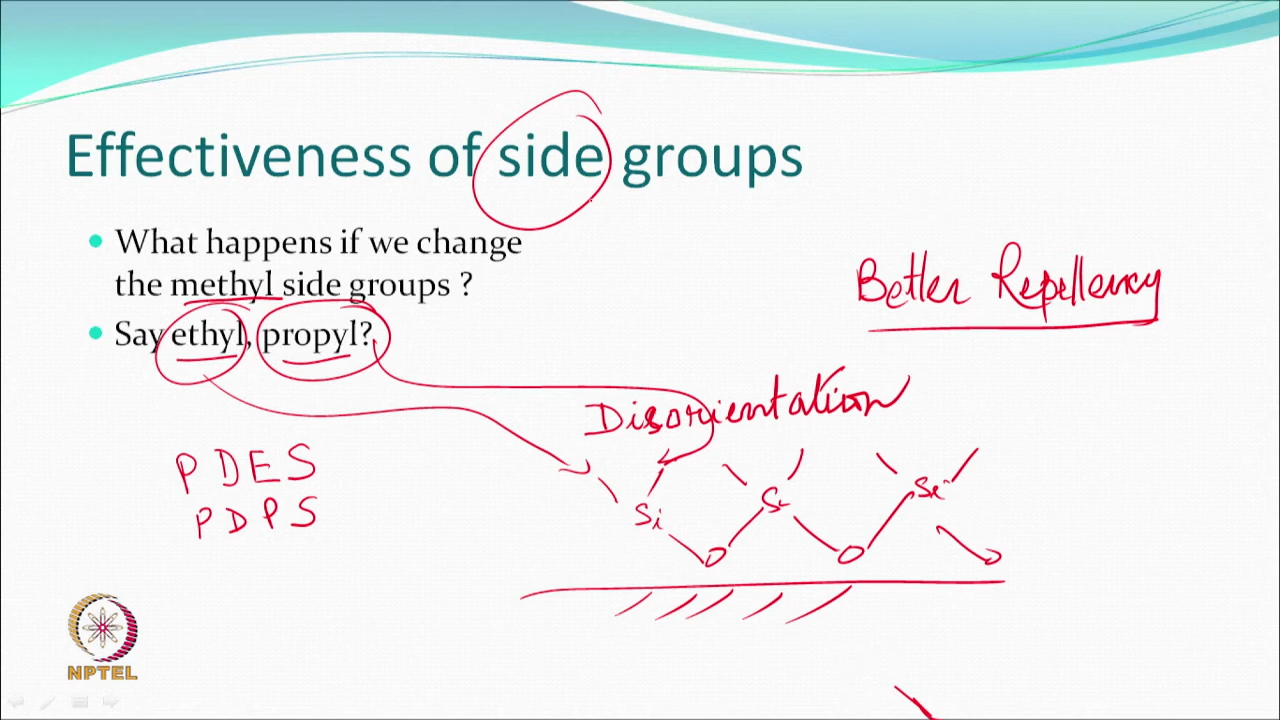 Effectiveness of side groups
What happens if we change
the methyl side groups ?
Say ethyl, propyl?
Better Repellency
Disorientation
PDES
PDPS
Si Si Si
O O O
NPTEL